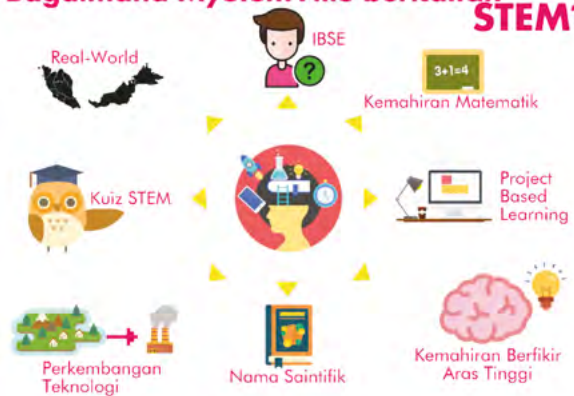 STEM?
IBSE
Real-World
3+1=4
Kemahiran Matematik
?
Kuiz STEM
Project
Based
Learning
Perkembangan
Teknologi
Nama Saintifik
Kemahiran Berfikir
Aras Tinggi